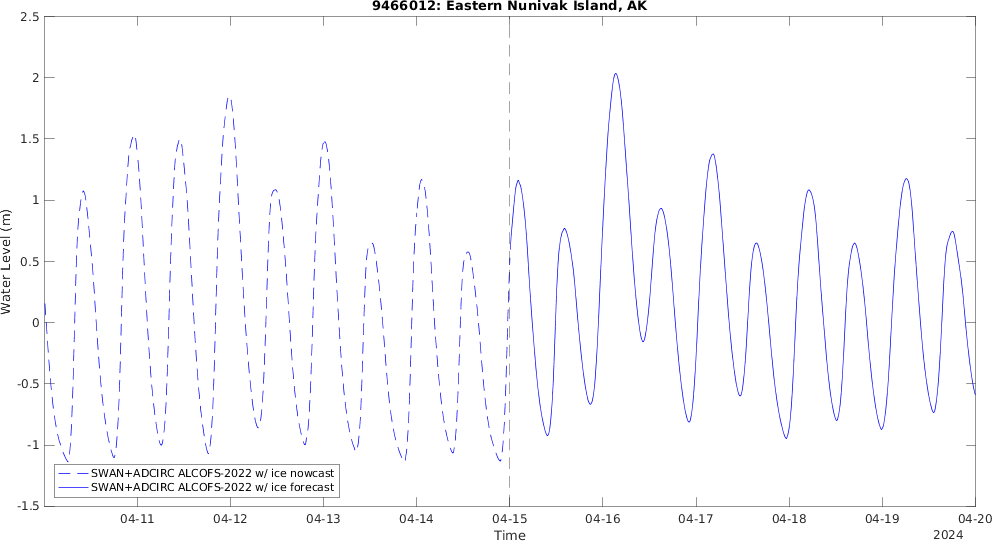 9466012: Eastern Nunivak Island, AK
2.5
2
1.5
1
0.5
0
-0.5
-1
-1.5
Water Level (m)
SWAN+ADCIRC ALCOFS-2022 w/ ice nowcast
SWAN+ADCIRC ALCOFS-2022 w/ ice forecast
04-11 04-12 04-13 04-14 04-15 04-16 04-17 04-18 04-19 04-20
Time
2024